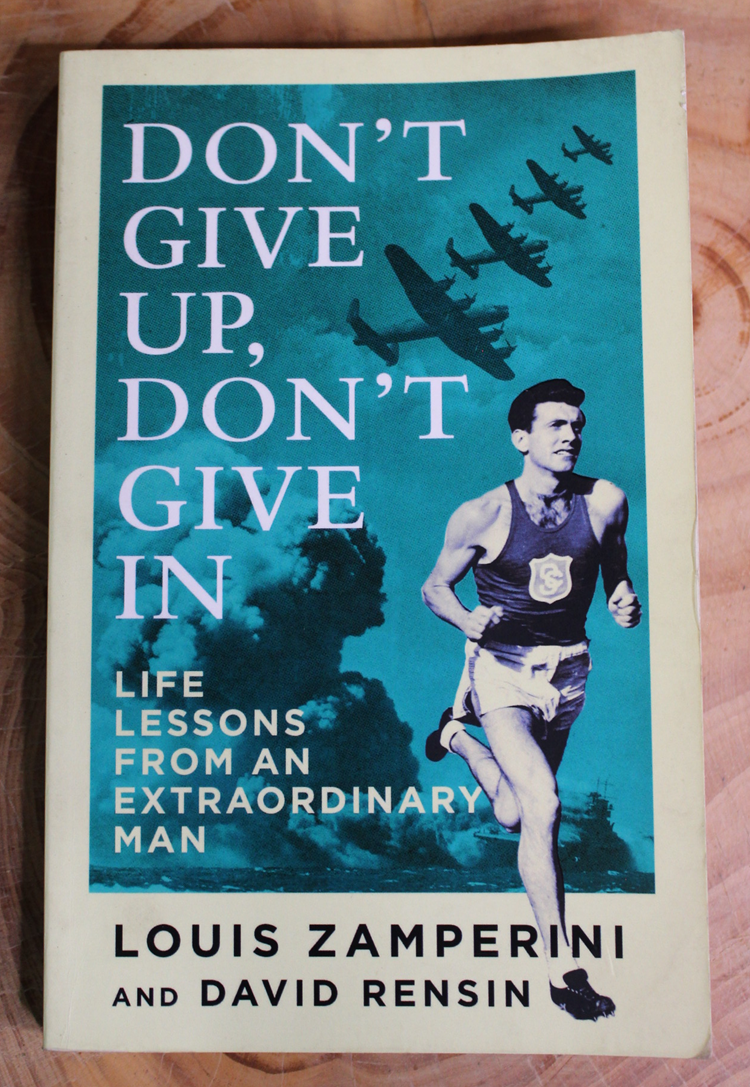 DON'T
GIVE
UP,
DON'T
GIVE
IN
LIFE
LESSONS
FROM AN
EXTRAORDINARY
MAN
LOUIS ZAMPERINI
AND DAVID RENSIN